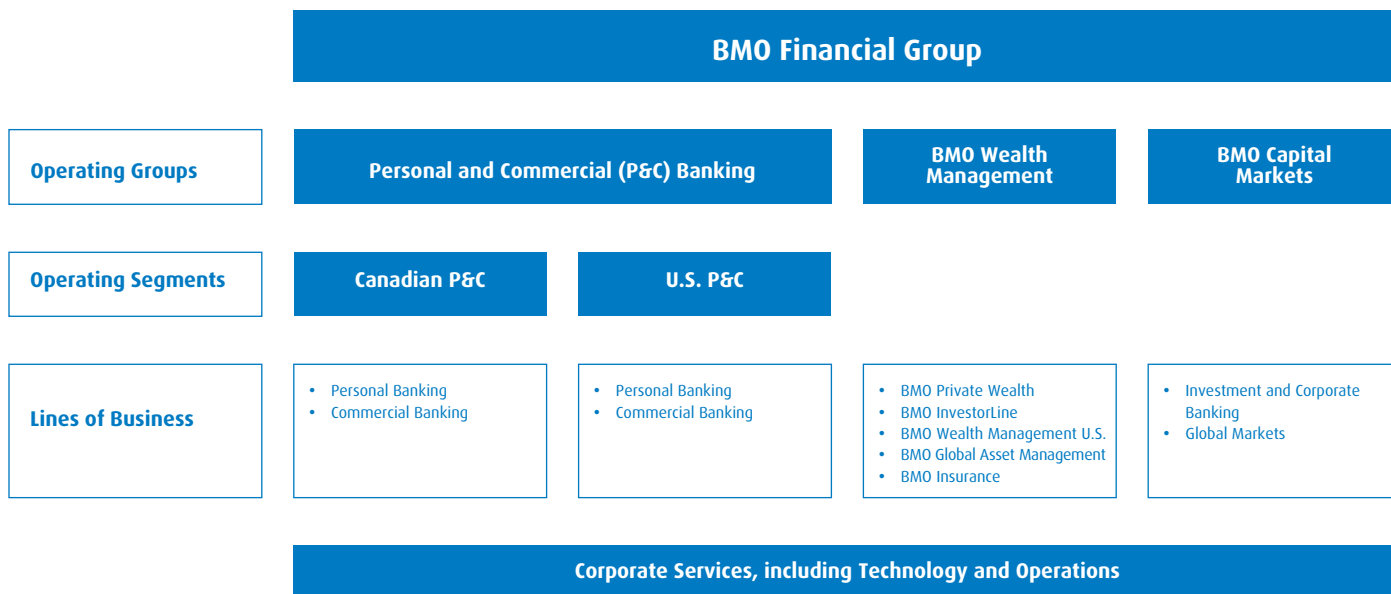 BMO Financial Group
Operating Groups
Personal and Commercial (P&C) Banking
BMO Wealth
Management
BMO Capital
Markets
Operating Segments
Canadian P&C
U.S. P&C
Lines of Business
• Personal Banking
• Commercial Banking
• Personal Banking
• Commercial Banking
• BMO Private Wealth
• BMO InvestorLine
• BMO Wealth Management U.S.
• BMO Global Asset Management
• BMO Insurance
• Investment and Corporate
Banking
• Global Markets
Corporate Services, including Technology and Operations